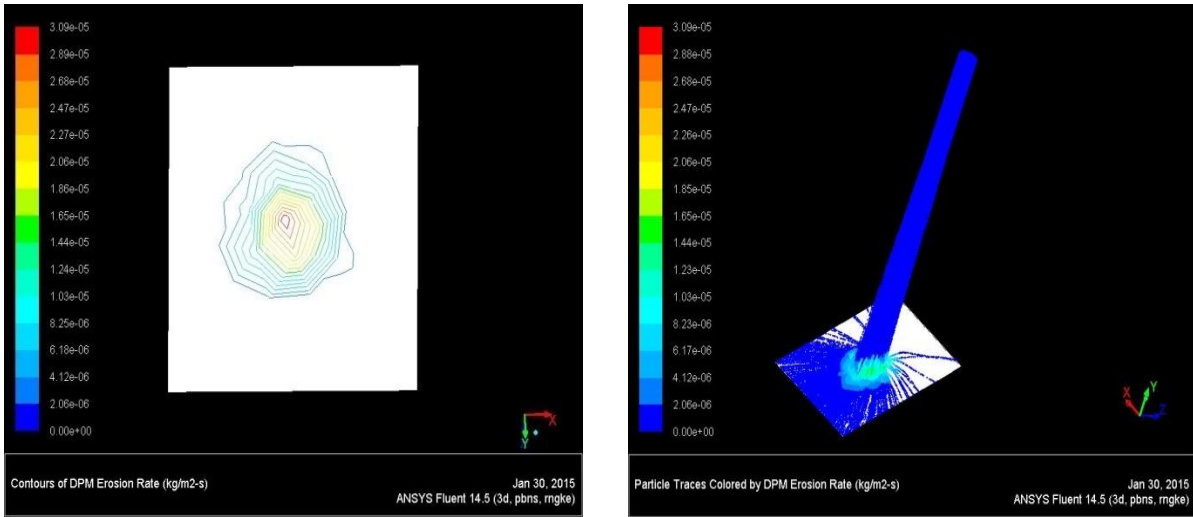 3.09e-05
2.89e-05
2.68e-05
2.47e-05
2.27e-05
2.06e-05
1.86e-05
1.65e-05
1.44e-05
1.24e-05
1.03e-05
8.25e-06
6.18e-06
4.12e-06
2.06e-06
0.00e+00
X
Y
Contours of DPM Erosion Rate (kg/m2-s)
Jan 30, 2015
ANSYS Fluent 14.5 (3d, pbns, rngke)
3.09e-05
2.88e-05
2.68e-05
2.47e-05
2.26e-05
2.06e-05
1.85e-05
1.65e-05
1.44e-05
1.23e-05
1.03e-05
8.23e-06
6.17e-06
4.12e-06
2.06e-06
0.00e+00
Y
X
Z
Particle Traces Colored by DPM Erosion Rate (kg/m2-s)
Jan 30, 2015
ANSYS Fluent 14.5 (3d, pbns, rngke)